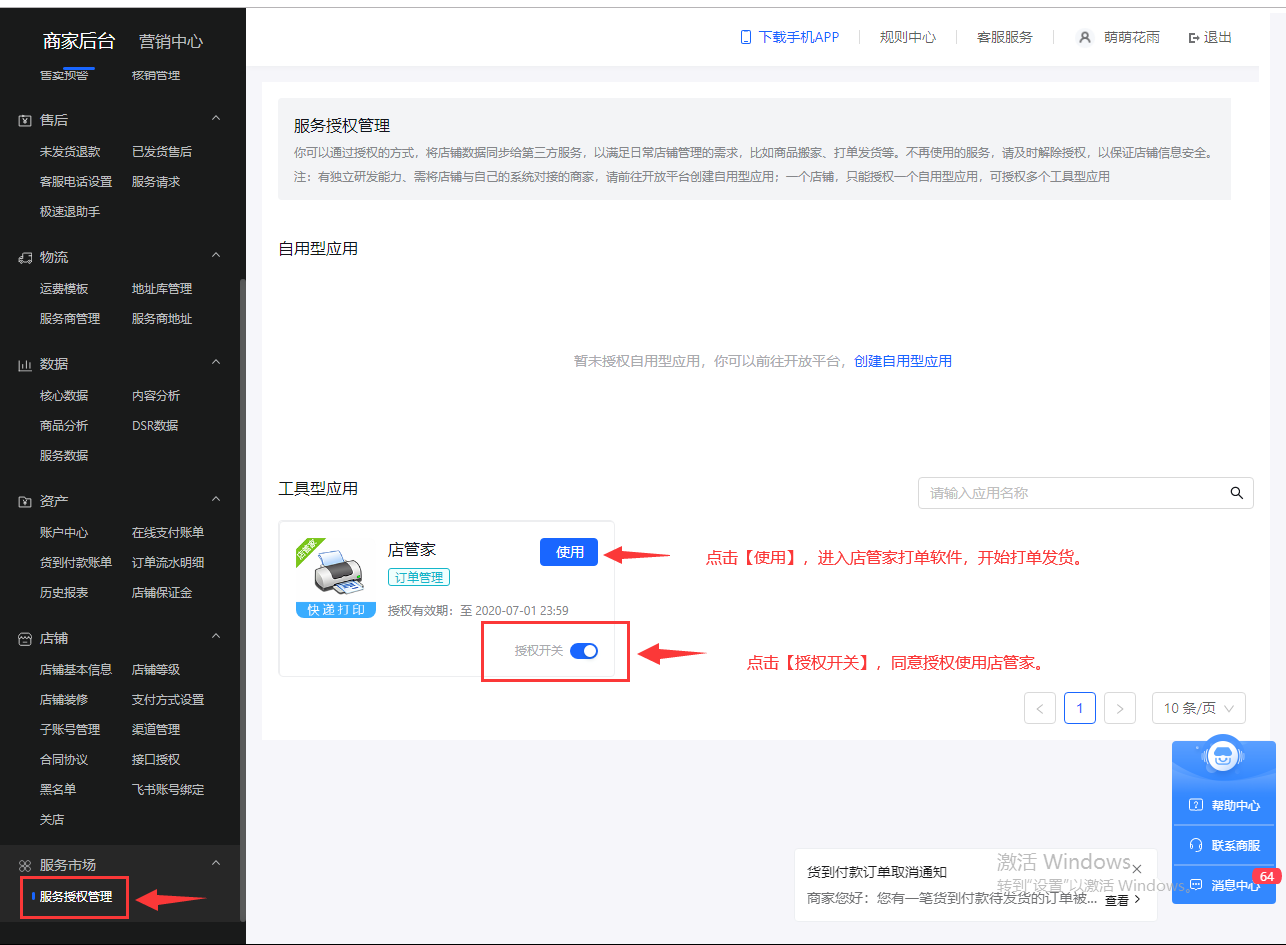 商家后台 营销中心
下载手机APP 规则中心 客服服务 萌萌花雨 退出
售卖预警 核销管理
售后
未发货退款 已发货售后
客服电话设置 服务请求
极速退助手
物流
运费模板 地址库管理
服务商管理 服务商地址
数据
核心数据 内容分析
商品分析 DSR数据
服务数据
资产
账户中心 在线支付账单
货到付款账单 订单流水明细
历史报表 店铺保证金
店铺
店铺基本信息 店铺等级
店铺装修 支付方式设置
子账号管理 渠道管理
合同协议 接口授权
黑名单 飞书账号绑定
关店
服务市场
服务授权管理
服务授权管理
你可以通过授权的方式，将店铺数据同步给第三方服务，以满足日常店铺管理的需求，比如商品搬家、打单发货等。不再使用的服务，请及时解除授权，以保证店铺信息安全。
注：有独立研发能力、需将店铺与自己的系统对接的商家，请前往开放平台创建自用型应用；一个店铺，只能授权一个自用型应用，可授权多个工具型应用
自用型应用
暂未授权自用型应用，你可以前往开放平台，创建自用型应用
工具型应用
请输入应用名称
店管家
快递打印
店管家
使用
订单管理
授权有效期：至 2020-07-01 23:59
授权开关
点击【使用】，进入店管家打单软件，开始打单发货。
点击【授权开关】，同意授权使用店管家。
< 1 > 10 条/页
帮助中心
联系商服
消息中心
64
货到付款订单取消通知
商家您好：您有一笔货到付款待发货的订单被... 查看 >
激活 Windows
转到“设置”以激活 Windows。